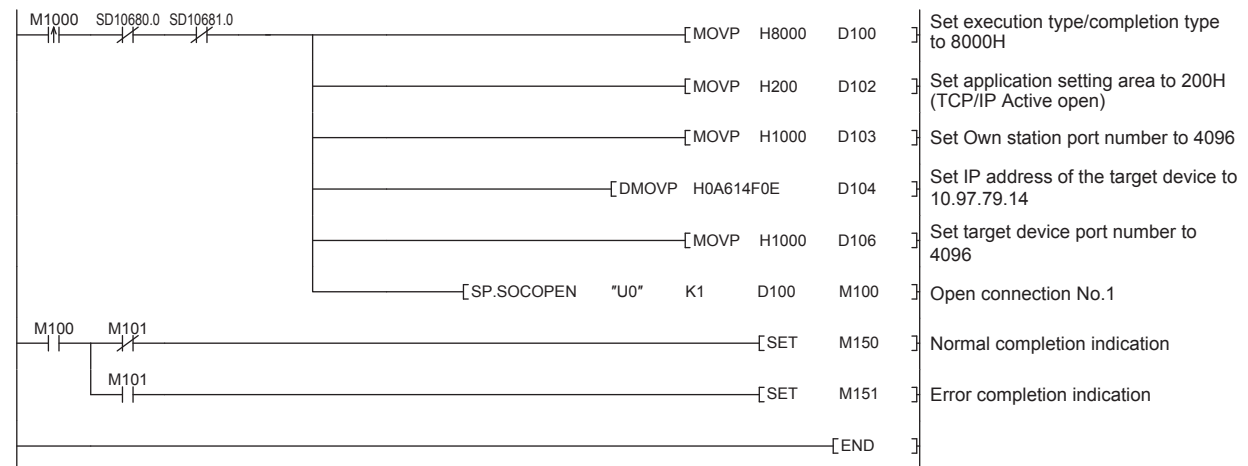 M1000 SD10680.0 SD10681.0
MOVP H8000 D100
Set execution type/completion type
to 8000H
MOVP H200 D102
Set application setting area to 200H
(TCP/IP Active open)
MOVP H1000 D103
Set Own station port number to 4096
DMOVP H0A614F0E D104
Set IP address of the target device to
10.97.79.14
MOVP H1000 D106
Set target device port number to
4096
SP.SOCOPEN "U0" K1 D100 M100
Open connection No.1
M100 M101
SET M150
Normal completion indication
M101
SET M151
Error completion indication
END